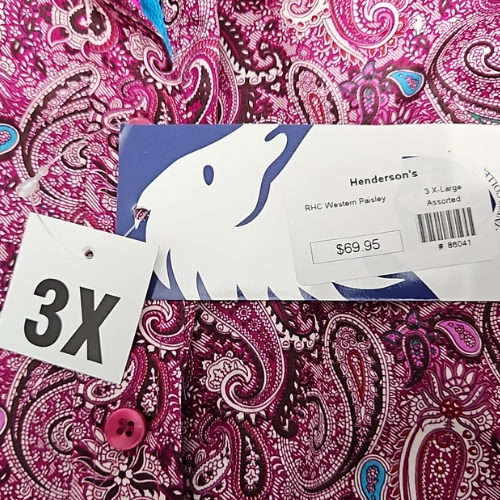 Henderson's
RHC Western Paisley
3 X-Large
Assorted
$69.95
# 86041
3X